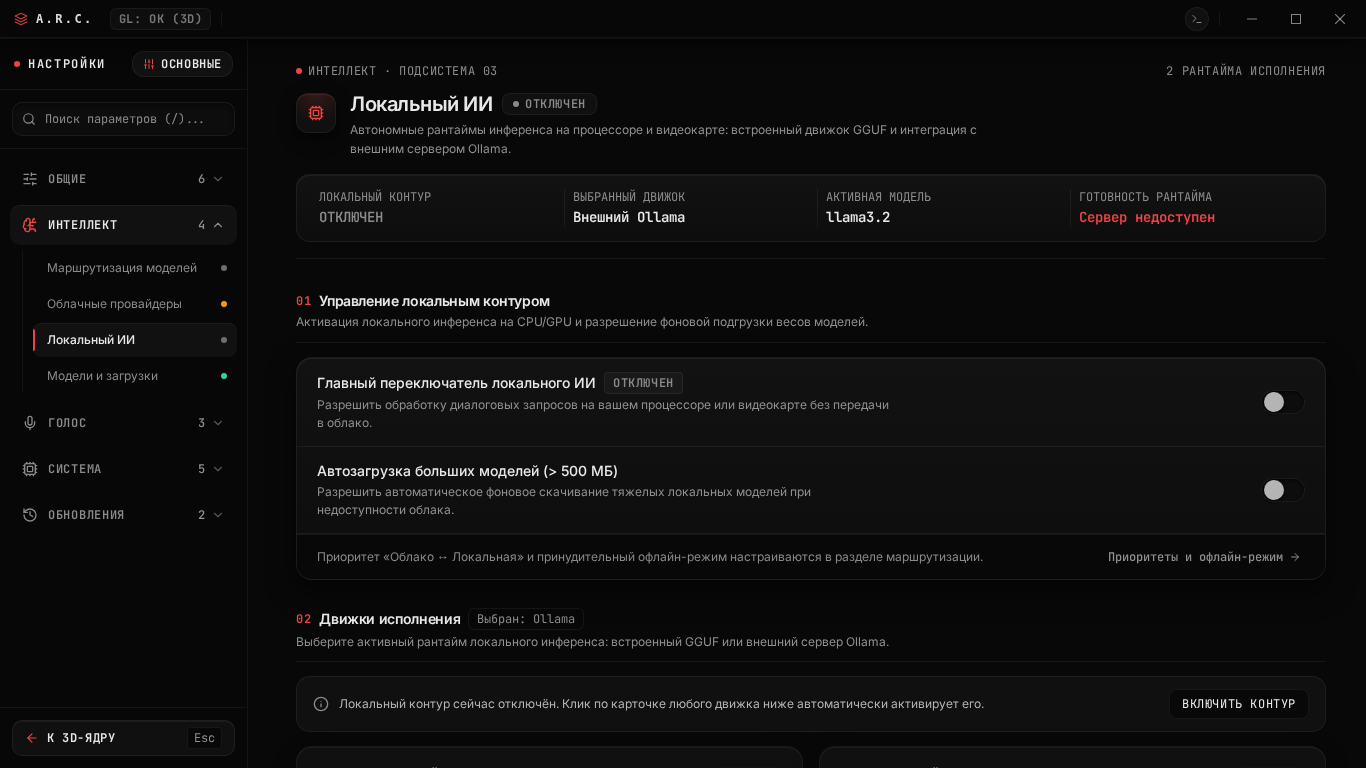 A.R.C.
GL: OK (3D)
НАСТРОЙКИ
ОСНОВНЫЕ
Поиск параметров (/)...
ОБЩИЕ 6
ИНТЕЛЛЕКТ 4
Маршрутизация моделей
Облачные провайдеры
Локальный ИИ
Модели и загрузки
ГОЛОС 3
СИСТЕМА 5
ОБНОВЛЕНИЯ 2
← К 3D-ЯДРУ Esc
ИНТЕЛЛЕКТ · ПОДСИСТЕМА 03
2 РАНТАЙМА ИСПОЛНЕНИЯ
Локальный ИИ
ОТКЛЮЧЕН
Автономные рантаймы инференса на процессоре и видеокарте: встроенный движок GGUF и интеграция с
внешним сервером Ollama.
ЛОКАЛЬНЫЙ КОНТУР
ОТКЛЮЧЕН
ВЫБРАННЫЙ ДВИЖОК
Внешний Ollama
АКТИВНАЯ МОДЕЛЬ
llama3.2
ГОТОВНОСТЬ РАНТАЙМА
Сервер недоступен
01 Управление локальным контуром
Активация локального инференса на CPU/GPU и разрешение фоновой подгрузки весов моделей.
Главный переключатель локального ИИ ОТКЛЮЧЕН
Разрешить обработку диалоговых запросов на вашем процессоре или видеокарте без передачи
в облако.
Автозагрузка больших моделей (> 500 МБ)
Разрешить автоматическое фоновое скачивание тяжелых локальных моделей при
недоступности облака.
Приоритет «Облако ↔ Локальная» и принудительный офлайн-режим настраиваются в разделе маршрутизации.
Приоритеты и офлайн-режим →
02 Движки исполнения Выбран: Ollama
Выберите активный рантайм локального инференса: встроенный GGUF или внешний сервер Ollama.
Локальный контур сейчас отключён. Клик по карточке любого движка ниже автоматически активирует его.
ВКЛЮЧИТЬ КОНТУР